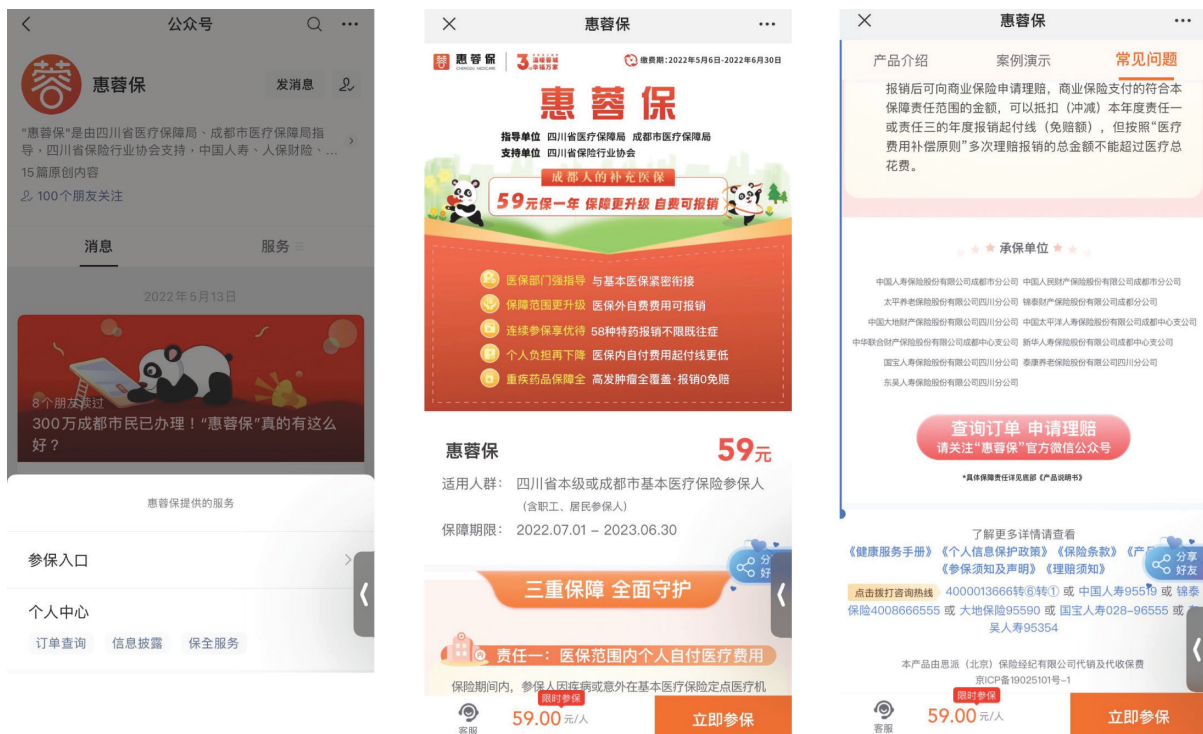 公众号
蓉
惠蓉保
发消息
“惠蓉保”是由四川省医疗保障局、成都市医疗保障局指
导、四川省保险行业协会支持，中国人寿、人保财险、...
15篇原创内容
100个朋友关注
消息
服务
2022年5月13日
8个朋友读过
300万成都市民已办理！“惠蓉保”真的有这么
好？
惠蓉保提供的服务
参保入口
个人中心
订单查询 信息披露 保全服务
惠蓉保
惠蓉保
缴费期:2022年5月6日-2022年6月30日
惠蓉保
指导单位 四川省医疗保障局 成都市医疗保障局
支持单位 四川省保险行业协会
成都人的补充医保
59元保一年 保障更升级 自费可报销
医保部门强指导 与基本医保紧密衔接
保障范围更升级 医保外自费费用可报销
连续参保享优待 58种特药报销不限既往症
个人负担再下降 医保内自付费用起付线更低
重疾药品保障全 高发肿瘤全覆盖·报销0免赔
惠蓉保
59元
适用人群： 四川省本级或成都市基本医疗保险参保人
（含职工、居民参保人）
保障期限： 2022.07.01 – 2023.06.30
分
好
三重保障 全面守护
责任一：医保范围内个人自付医疗费用
保险期间内，参保人因疾病或意外在基本医疗保险定点医疗机
客服
限时参保
59.00 元/人
立即参保
惠蓉保
产品介绍 案例演示 常见问题
报销后可向商业保险申请理赔，商业保险支付的符合本
保障责任范围的金额，可以抵扣（冲减）本年度责任一
或责任三的年度报销起付线（免赔额），但按照“医疗
费用补偿原则”多次理赔报销的总金额不能超过医疗总
花费。
承保单位
中国人寿保险股份有限公司成都市分公司 中国人民财产保险股份有限公司成都市分公司
太平养老保险股份有限公司四川分公司 锦泰财产保险股份有限公司成都分公司
中国大地财产保险股份有限公司四川分公司 中国太平洋人寿保险股份有限公司成都中心支公司
中华联合财产保险股份有限公司成都中心支公司 新华人寿保险股份有限公司成都中心支公司
国宝人寿保险股份有限公司四川分公司 泰康养老保险股份有限公司四川分公司
东吴人寿保险股份有限公司四川分公司
查询订单 申请理赔
请关注“惠蓉保”官方微信公众号
*具体保障责任详见底部《产品说明书》
了解更多详情请查看
《健康服务手册》《个人信息保护政策》《保险条款》《产
《参保须知及声明》《理赔须知》
分享
好友
点击拨打咨询热线 4000013666转⑥转① 或 中国人寿95519 或 锦泰
保险4008666555 或 大地保险95590 或 国宝人寿028–96555 或
吴人寿95354
本产品由思派（北京）保险经纪有限公司代销及代收保费
京ICP备19025101号–1
客服
限时参保
59.00 元/人
立即参保